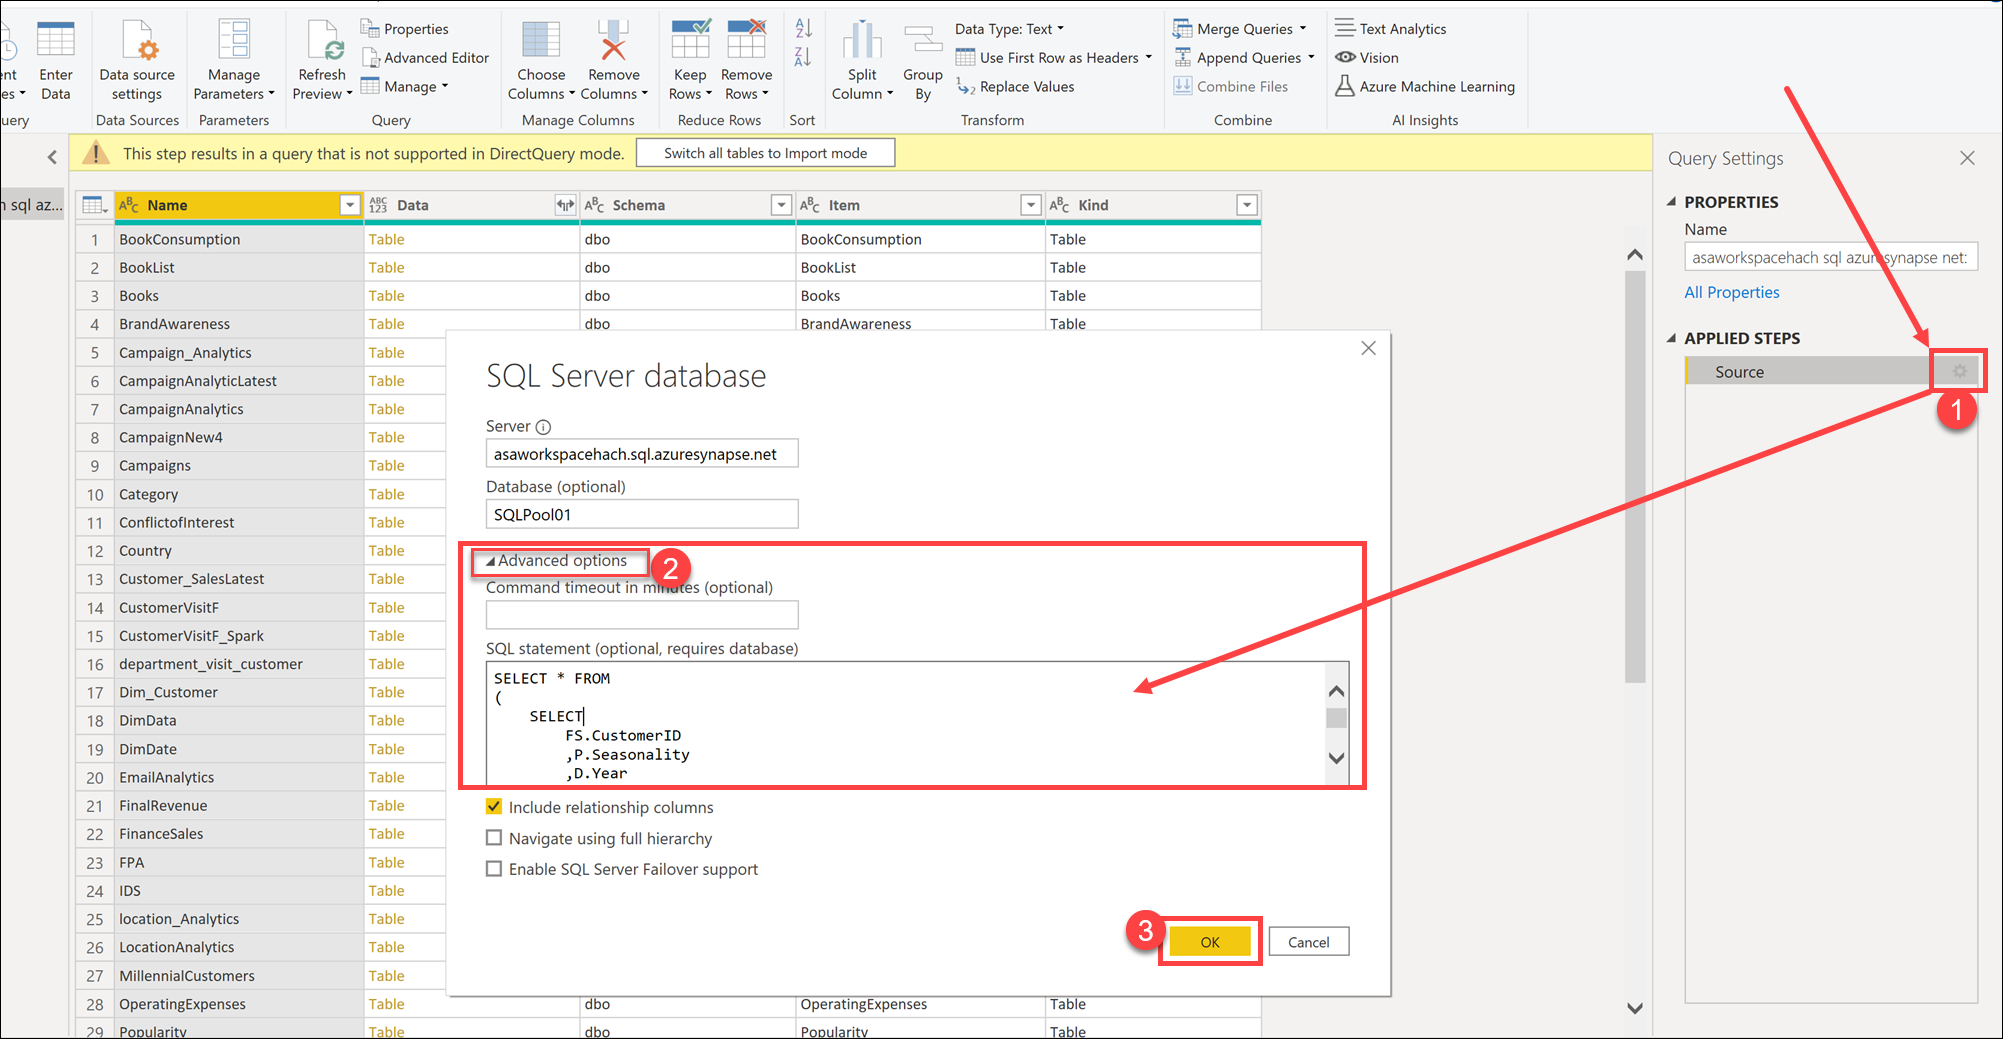 Properties
Advanced Editor
Manage
ent
es
uery
Enter
Data
Data source
settings
Data Sources
Manage
Parameters
Parameters
Refresh
Preview
Query
Choose
Columns
Remove
Columns
Manage Columns
Keep
Rows
Remove
Rows
Reduce Rows
A
Z
Z
A
Sort
Split
Column
Group
By
Data Type: Text
Use First Row as Headers
1
2 Replace Values
Transform
Merge Queries
Append Queries
Combine Files
Combine
Text Analytics
Vision
Azure Machine Learning
AI Insights
This step results in a query that is not supported in DirectQuery mode.
Switch all tables to Import mode
n sql az...
ABC Name ABC 123 Data ABC Schema ABC Item ABC Kind
1 BookConsumption Table dbo BookConsumption Table
2 BookList Table dbo BookList Table
3 Books Table dbo Books Table
4 BrandAwareness Table dbo BrandAwareness Table
5 Campaign_Analytics Table
6 CampaignAnalyticLatest Table
7 CampaignAnalytics Table
8 CampaignNew4 Table
9 Campaigns Table
10 Category Table
11 ConflictofInterest Table
12 Country Table
13 Customer_SalesLatest Table
14 CustomerVisitF Table
15 CustomerVisitF_Spark Table
16 department_visit_customer Table
17 Dim_Customer Table
18 DimData Table
19 DimDate Table
20 EmailAnalytics Table
21 FinalRevenue Table
22 FinanceSales Table
23 FPA Table
24 IDS Table
25 location_Analytics Table
26 LocationAnalytics Table
27 MillennialCustomers Table
28 OperatingExpenses Table dbo OperatingExpenses Table
29 Popularity Table dbo Popularity Table
SQL Server database
Server
asaworkspacehach.sql.azuresynapse.net
Database (optional)
SQLPool01
Advanced options
2
Command timeout in minutes (optional)
SQL statement (optional, requires database)
SELECT * FROM
(
SELECT
FS.CustomerID
,P.Seasonality
,D.Year
Include relationship columns
Navigate using full hierarchy
Enable SQL Server Failover support
3
OK
Cancel
Query Settings
PROPERTIES
Name
asaworkspacehach sql azuresynapse net:
All Properties
APPLIED STEPS
Source
1